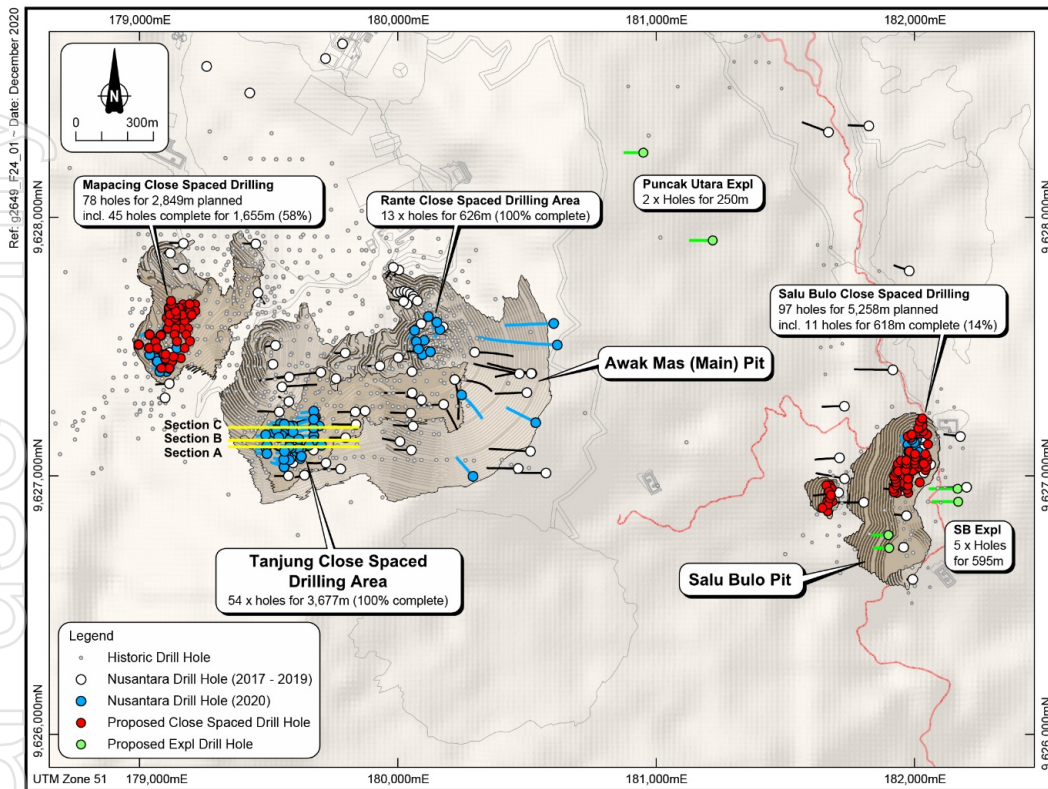 179,000mE
180,000mE
181,000mE
182,000mE
Ref: g2649_F24_01 ~ Date: December 2020
N
0 300m
9,628,000mN
9,628,000mN
Mapacing Close Spaced Drilling
78 holes for 2,849m planned
incl. 45 holes complete for 1,655m (58%)
Rante Close Spaced Drilling Area
13 x holes for 626m (100% complete)
Puncak Utara Expl
2 x Holes for 250m
Salu Bulo Close Spaced Drilling
97 holes for 5,258m planned
incl. 11 holes for 618m complete (14%)
Awak Mas (Main) Pit
Section C
Section B
Section A
9,627,000mN
9,627,000mN
Tanjung Close Spaced
Drilling Area
54 x holes for 3,677m (100% complete)
SB Expl
5 x Holes
for 595m
Salu Bulo Pit
Legend
Historic Drill Hole
Nusantara Drill Hole (2017 - 2019)
Nusantara Drill Hole (2020)
Proposed Close Spaced Drill Hole
Proposed Expl Drill Hole
9,626,000mN
9,626,000mN
UTM Zone 51
179,000mE
180,000mE
181,000mE
182,000mE